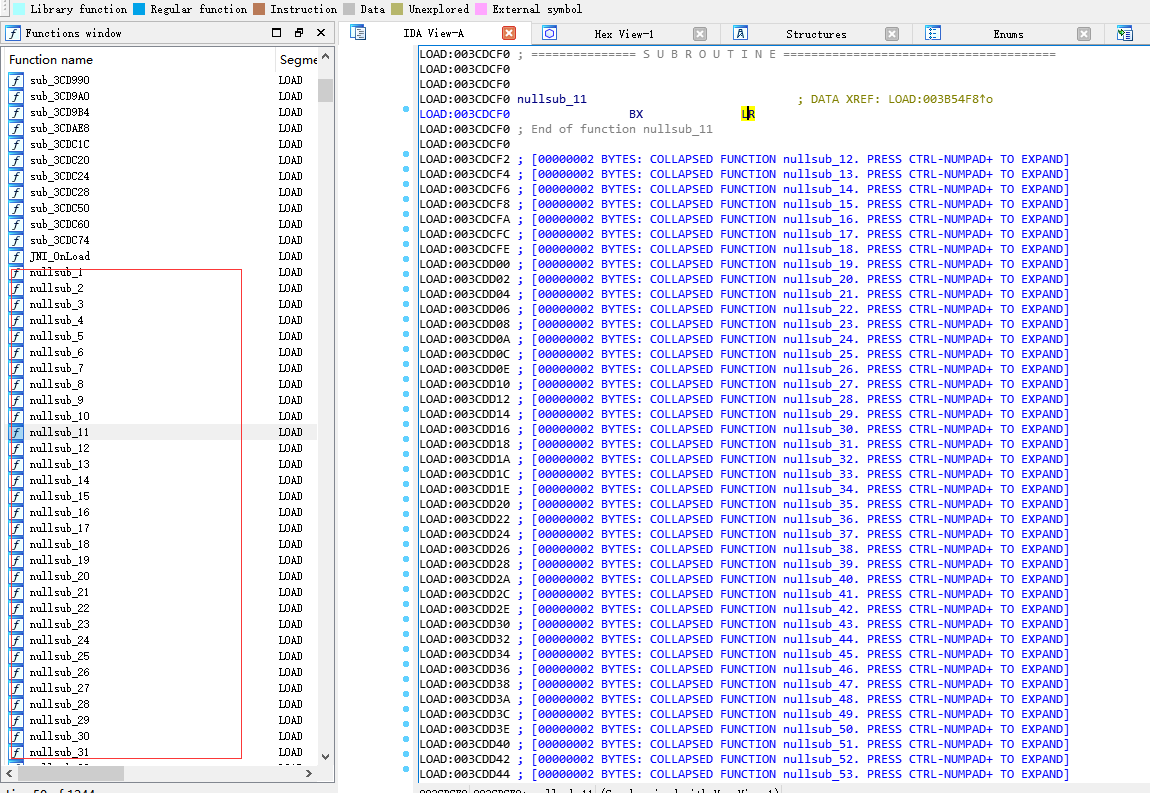 Library function Regular function Instruction Data Unexplored External symbol
Functions window
Function name Segme
sub_3CD990 LOAD
sub_3CD9A0 LOAD
sub_3CD9B4 LOAD
sub_3CDAE8 LOAD
sub_3CDC1C LOAD
sub_3CDC20 LOAD
sub_3CDC24 LOAD
sub_3CDC28 LOAD
sub_3CDC50 LOAD
sub_3CDC60 LOAD
sub_3CDC74 LOAD
JNI_OnLoad LOAD
nullsub_1 LOAD
nullsub_2 LOAD
nullsub_3 LOAD
nullsub_4 LOAD
nullsub_5 LOAD
nullsub_6 LOAD
nullsub_7 LOAD
nullsub_8 LOAD
nullsub_9 LOAD
nullsub_10 LOAD
nullsub_11 LOAD
nullsub_12 LOAD
nullsub_13 LOAD
nullsub_14 LOAD
nullsub_15 LOAD
nullsub_16 LOAD
nullsub_17 LOAD
nullsub_18 LOAD
nullsub_19 LOAD
nullsub_20 LOAD
nullsub_21 LOAD
nullsub_22 LOAD
nullsub_23 LOAD
nullsub_24 LOAD
nullsub_25 LOAD
nullsub_26 LOAD
nullsub_27 LOAD
nullsub_28 LOAD
nullsub_29 LOAD
nullsub_30 LOAD
nullsub_31 LOAD
IDA View-A Hex View-1 Structures Enums
LOAD:003CDCF0 ; =============== S U B R O U T I N E =======================================
LOAD:003CDCF0
LOAD:003CDCF0
LOAD:003CDCF0 nullsub_11 ; DATA XREF: LOAD:003B54F8↑o
LOAD:003CDCF0 BX LR
LOAD:003CDCF0 ; End of function nullsub_11
LOAD:003CDCF0
LOAD:003CDCF2 ; [00000002 BYTES: COLLAPSED FUNCTION nullsub_12. PRESS CTRL-NUMPAD+ TO EXPAND]
LOAD:003CDCF4 ; [00000002 BYTES: COLLAPSED FUNCTION nullsub_13. PRESS CTRL-NUMPAD+ TO EXPAND]
LOAD:003CDCF6 ; [00000002 BYTES: COLLAPSED FUNCTION nullsub_14. PRESS CTRL-NUMPAD+ TO EXPAND]
LOAD:003CDCF8 ; [00000002 BYTES: COLLAPSED FUNCTION nullsub_15. PRESS CTRL-NUMPAD+ TO EXPAND]
LOAD:003CDCFA ; [00000002 BYTES: COLLAPSED FUNCTION nullsub_16. PRESS CTRL-NUMPAD+ TO EXPAND]
LOAD:003CDCFC ; [00000002 BYTES: COLLAPSED FUNCTION nullsub_17. PRESS CTRL-NUMPAD+ TO EXPAND]
LOAD:003CDCFE ; [00000002 BYTES: COLLAPSED FUNCTION nullsub_18. PRESS CTRL-NUMPAD+ TO EXPAND]
LOAD:003CDD00 ; [00000002 BYTES: COLLAPSED FUNCTION nullsub_19. PRESS CTRL-NUMPAD+ TO EXPAND]
LOAD:003CDD02 ; [00000002 BYTES: COLLAPSED FUNCTION nullsub_20. PRESS CTRL-NUMPAD+ TO EXPAND]
LOAD:003CDD04 ; [00000002 BYTES: COLLAPSED FUNCTION nullsub_21. PRESS CTRL-NUMPAD+ TO EXPAND]
LOAD:003CDD06 ; [00000002 BYTES: COLLAPSED FUNCTION nullsub_22. PRESS CTRL-NUMPAD+ TO EXPAND]
LOAD:003CDD08 ; [00000002 BYTES: COLLAPSED FUNCTION nullsub_23. PRESS CTRL-NUMPAD+ TO EXPAND]
LOAD:003CDD0A ; [00000002 BYTES: COLLAPSED FUNCTION nullsub_24. PRESS CTRL-NUMPAD+ TO EXPAND]
LOAD:003CDD0C ; [00000002 BYTES: COLLAPSED FUNCTION nullsub_25. PRESS CTRL-NUMPAD+ TO EXPAND]
LOAD:003CDD0E ; [00000002 BYTES: COLLAPSED FUNCTION nullsub_26. PRESS CTRL-NUMPAD+ TO EXPAND]
LOAD:003CDD10 ; [00000002 BYTES: COLLAPSED FUNCTION nullsub_27. PRESS CTRL-NUMPAD+ TO EXPAND]
LOAD:003CDD12 ; [00000002 BYTES: COLLAPSED FUNCTION nullsub_28. PRESS CTRL-NUMPAD+ TO EXPAND]
LOAD:003CDD14 ; [00000002 BYTES: COLLAPSED FUNCTION nullsub_29. PRESS CTRL-NUMPAD+ TO EXPAND]
LOAD:003CDD16 ; [00000002 BYTES: COLLAPSED FUNCTION nullsub_30. PRESS CTRL-NUMPAD+ TO EXPAND]
LOAD:003CDD18 ; [00000002 BYTES: COLLAPSED FUNCTION nullsub_31. PRESS CTRL-NUMPAD+ TO EXPAND]
LOAD:003CDD1A ; [00000002 BYTES: COLLAPSED FUNCTION nullsub_32. PRESS CTRL-NUMPAD+ TO EXPAND]
LOAD:003CDD1C ; [00000002 BYTES: COLLAPSED FUNCTION nullsub_33. PRESS CTRL-NUMPAD+ TO EXPAND]
LOAD:003CDD1E ; [00000002 BYTES: COLLAPSED FUNCTION nullsub_34. PRESS CTRL-NUMPAD+ TO EXPAND]
LOAD:003CDD20 ; [00000002 BYTES: COLLAPSED FUNCTION nullsub_35. PRESS CTRL-NUMPAD+ TO EXPAND]
LOAD:003CDD22 ; [00000002 BYTES: COLLAPSED FUNCTION nullsub_36. PRESS CTRL-NUMPAD+ TO EXPAND]
LOAD:003CDD24 ; [00000002 BYTES: COLLAPSED FUNCTION nullsub_37. PRESS CTRL-NUMPAD+ TO EXPAND]
LOAD:003CDD26 ; [00000002 BYTES: COLLAPSED FUNCTION nullsub_38. PRESS CTRL-NUMPAD+ TO EXPAND]
LOAD:003CDD28 ; [00000002 BYTES: COLLAPSED FUNCTION nullsub_39. PRESS CTRL-NUMPAD+ TO EXPAND]
LOAD:003CDD2A ; [00000002 BYTES: COLLAPSED FUNCTION nullsub_40. PRESS CTRL-NUMPAD+ TO EXPAND]
LOAD:003CDD2C ; [00000002 BYTES: COLLAPSED FUNCTION nullsub_41. PRESS CTRL-NUMPAD+ TO EXPAND]
LOAD:003CDD2E ; [00000002 BYTES: COLLAPSED FUNCTION nullsub_42. PRESS CTRL-NUMPAD+ TO EXPAND]
LOAD:003CDD30 ; [00000002 BYTES: COLLAPSED FUNCTION nullsub_43. PRESS CTRL-NUMPAD+ TO EXPAND]
LOAD:003CDD32 ; [00000002 BYTES: COLLAPSED FUNCTION nullsub_44. PRESS CTRL-NUMPAD+ TO EXPAND]
LOAD:003CDD34 ; [00000002 BYTES: COLLAPSED FUNCTION nullsub_45. PRESS CTRL-NUMPAD+ TO EXPAND]
LOAD:003CDD36 ; [00000002 BYTES: COLLAPSED FUNCTION nullsub_46. PRESS CTRL-NUMPAD+ TO EXPAND]
LOAD:003CDD38 ; [00000002 BYTES: COLLAPSED FUNCTION nullsub_47. PRESS CTRL-NUMPAD+ TO EXPAND]
LOAD:003CDD3A ; [00000002 BYTES: COLLAPSED FUNCTION nullsub_48. PRESS CTRL-NUMPAD+ TO EXPAND]
LOAD:003CDD3C ; [00000002 BYTES: COLLAPSED FUNCTION nullsub_49. PRESS CTRL-NUMPAD+ TO EXPAND]
LOAD:003CDD3E ; [00000002 BYTES: COLLAPSED FUNCTION nullsub_50. PRESS CTRL-NUMPAD+ TO EXPAND]
LOAD:003CDD40 ; [00000002 BYTES: COLLAPSED FUNCTION nullsub_51. PRESS CTRL-NUMPAD+ TO EXPAND]
LOAD:003CDD42 ; [00000002 BYTES: COLLAPSED FUNCTION nullsub_52. PRESS CTRL-NUMPAD+ TO EXPAND]
LOAD:003CDD44 ; [00000002 BYTES: COLLAPSED FUNCTION nullsub_53. PRESS CTRL-NUMPAD+ TO EXPAND]